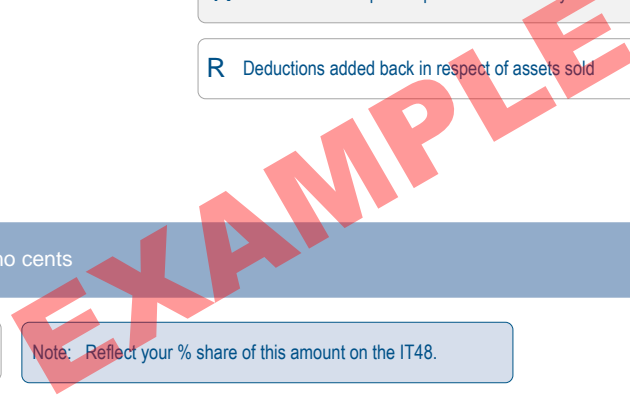 R Deductions added back in respect of assets sold
no cents
Note: Reflect your % share of this amount on the IT48.
EXAMPLE